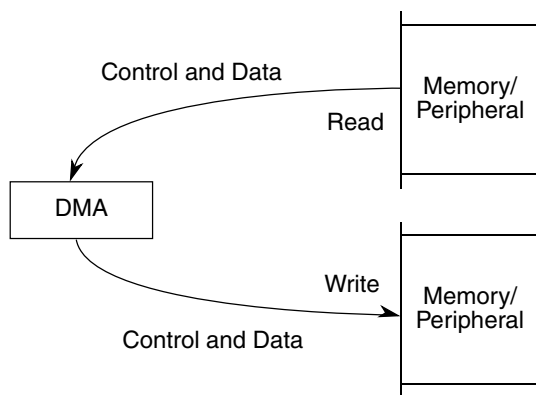 Control and Data
Memory/
Peripheral
Read
DMA
Write
Memory/
Peripheral
Control and Data